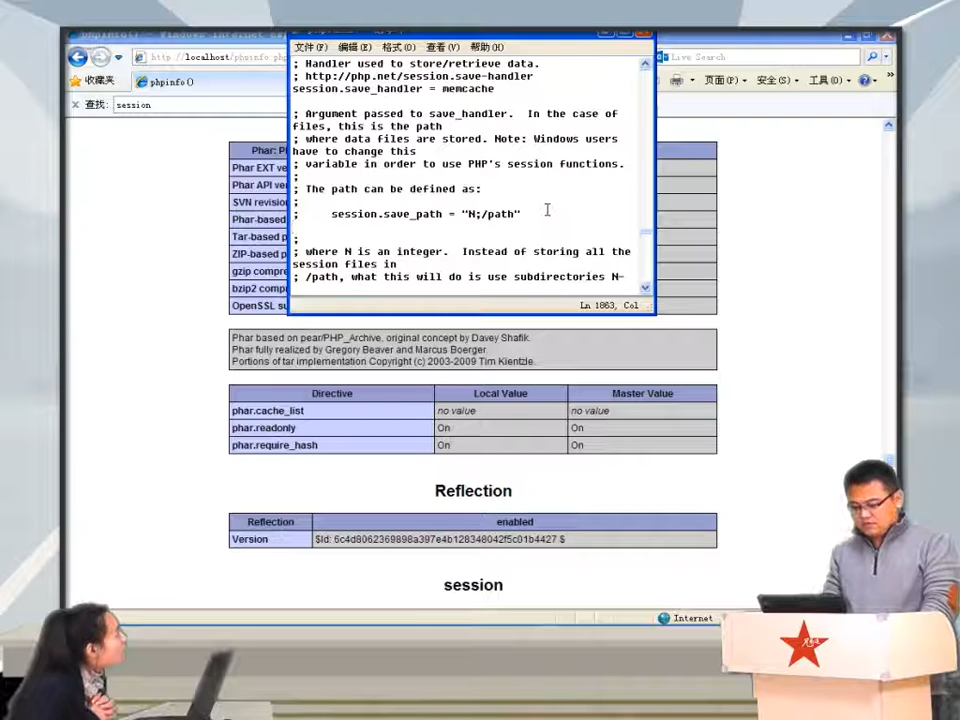 phpinfo() - Windows Internet Exp
http://localhost/phpinfo.php
Live Search
收藏夹
phpinfo()
页面(P)
安全(S)
工具(O)
查找: session
文件(F) 编辑(E) 格式(O) 查看(V) 帮助(H)
; Handler used to store/retrieve data.
; http://php.net/session.save-handler
session.save_handler = memcache
; Argument passed to save_handler.  In the case of
files, this is the path
; where data files are stored. Note: Windows users
have to change this
; variable in order to use PHP's session functions.
;
; The path can be defined as:
;
;     session.save_path = "N;/path"
;
; where N is an integer.  Instead of storing all the
session files in
; /path, what this will do is use subdirectories N-
Ln 1863, Col
Phar: P
Phar EXT ve
Phar API ve
SVN revisio
Phar-based
Tar-based p
ZIP-based p
gzip compre
bzip2 comp
OpenSSL su
Phar based on pear/PHP_Archive, original concept by Davey Shafik.
Phar fully realized by Gregory Beaver and Marcus Boerger.
Portions of tar implementation Copyright (c) 2003-2009 Tim Kientzle.
Directive Local Value Master Value
phar.cache_list no value no value
phar.readonly On On
phar.require_hash On On
Reflection
Reflection enabled
Version $Id: 6c4d8062369898a397e4b128348042f5c01b4427 $
session
Internet